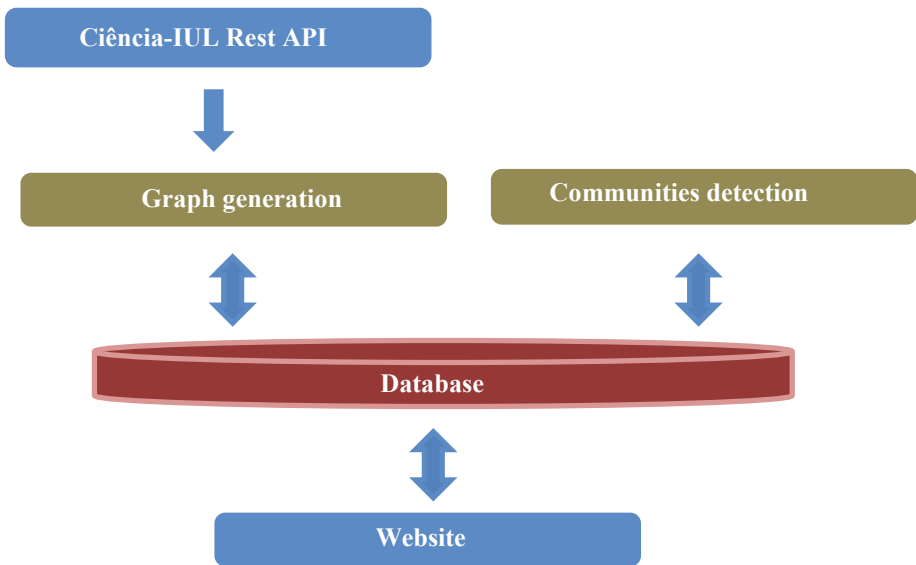 Ciência-IUL Rest API
Graph generation
Communities detection
Database
Website